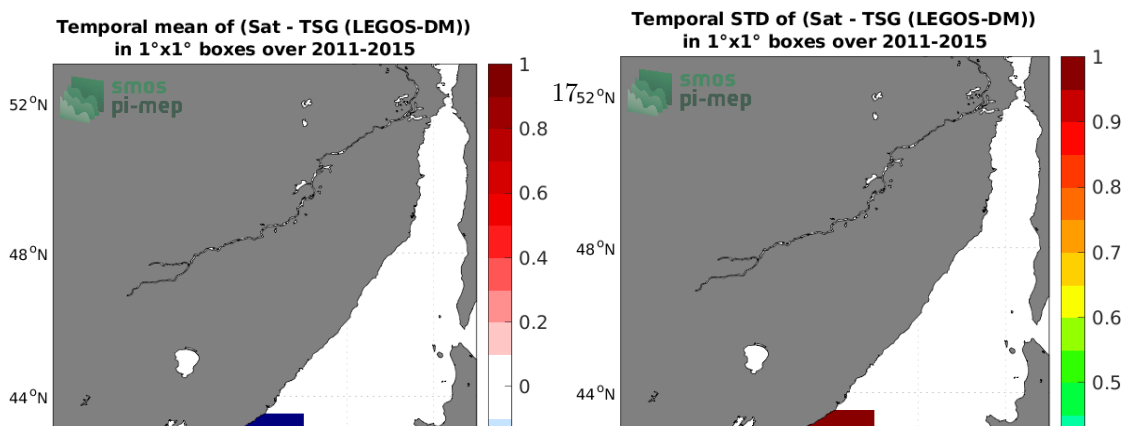 Temporal mean of (Sat - TSG (LEGOS-DM))
in 1°x1° boxes over 2011-2015
smos
pi-mep
52°N
48°N
44°N
1
0.8
0.6
0.4
0.2
0
17
Temporal STD of (Sat - TSG (LEGOS-DM))
in 1°x1° boxes over 2011-2015
smos
pi-mep
52°N
48°N
44°N
1
0.9
0.8
0.7
0.6
0.5